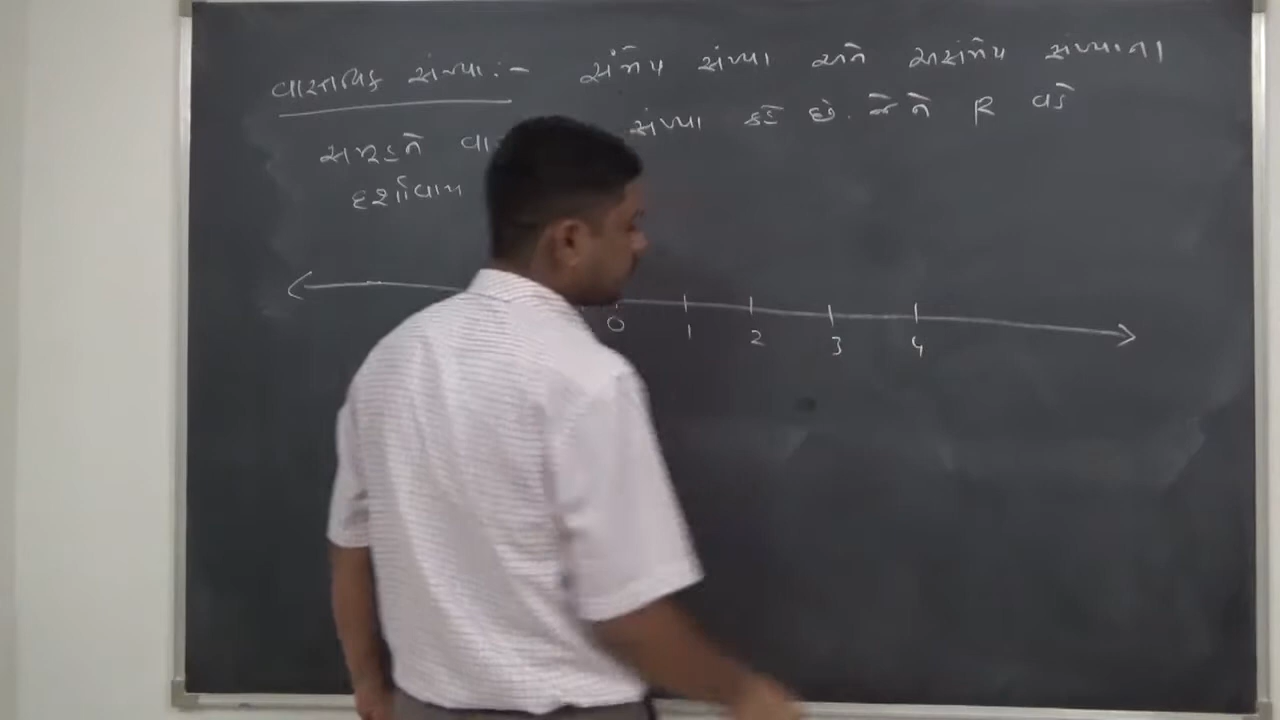 વાસ્તવિક સંખ્યા :- સંમેય સંખ્યા અને અસંમેય સંખ્યાના
સમૂહને વા સંખ્યા કહે છે. જેને R વડે
દર્શાવાય
0 1 2 3 4